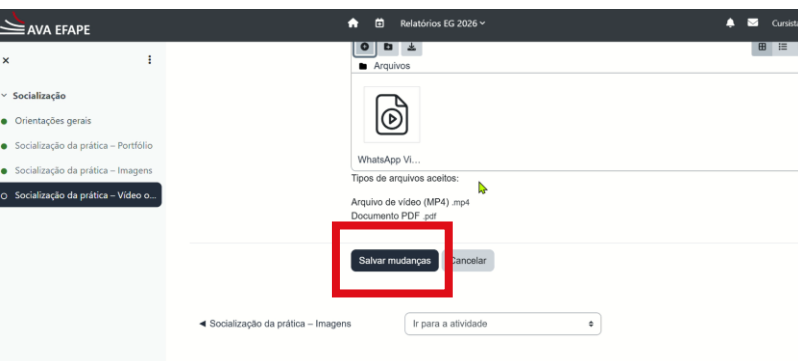 AVA EFAPE
Relatórios EG 2026
Cursista
Socialização
Orientações gerais
Socialização da prática – Portfólio
Socialização da prática – Imagens
Socialização da prática – Vídeo o...
Arquivos
WhatsApp Vi...
Tipos de arquivos aceitos:
Arquivo de vídeo (MP4) .mp4
Documento PDF .pdf
Salvar mudanças
Cancelar
◄ Socialização da prática – Imagens
Ir para a atividade